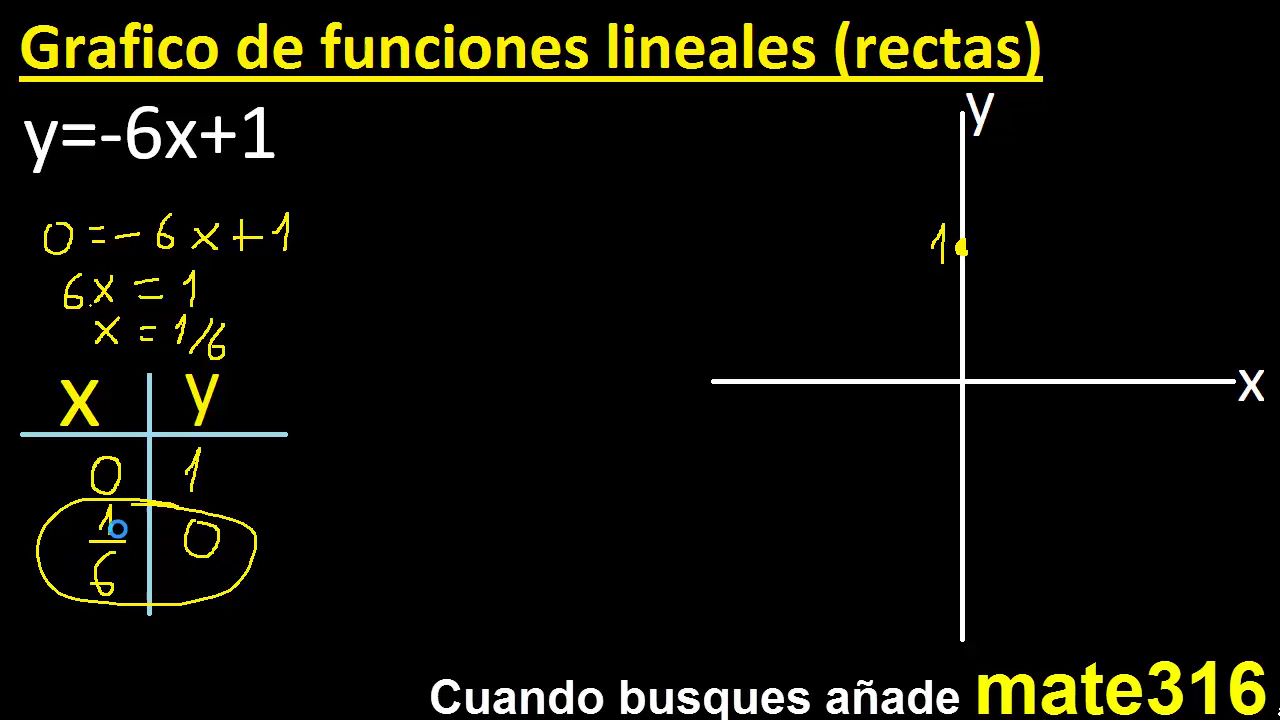 Grafico de funciones lineales (rectas)
y=-6x+1
0=-6x+1
6.x=1
x=1/6
x y
0 1
1/6 0
y
1
x
Cuando busques añade mate316